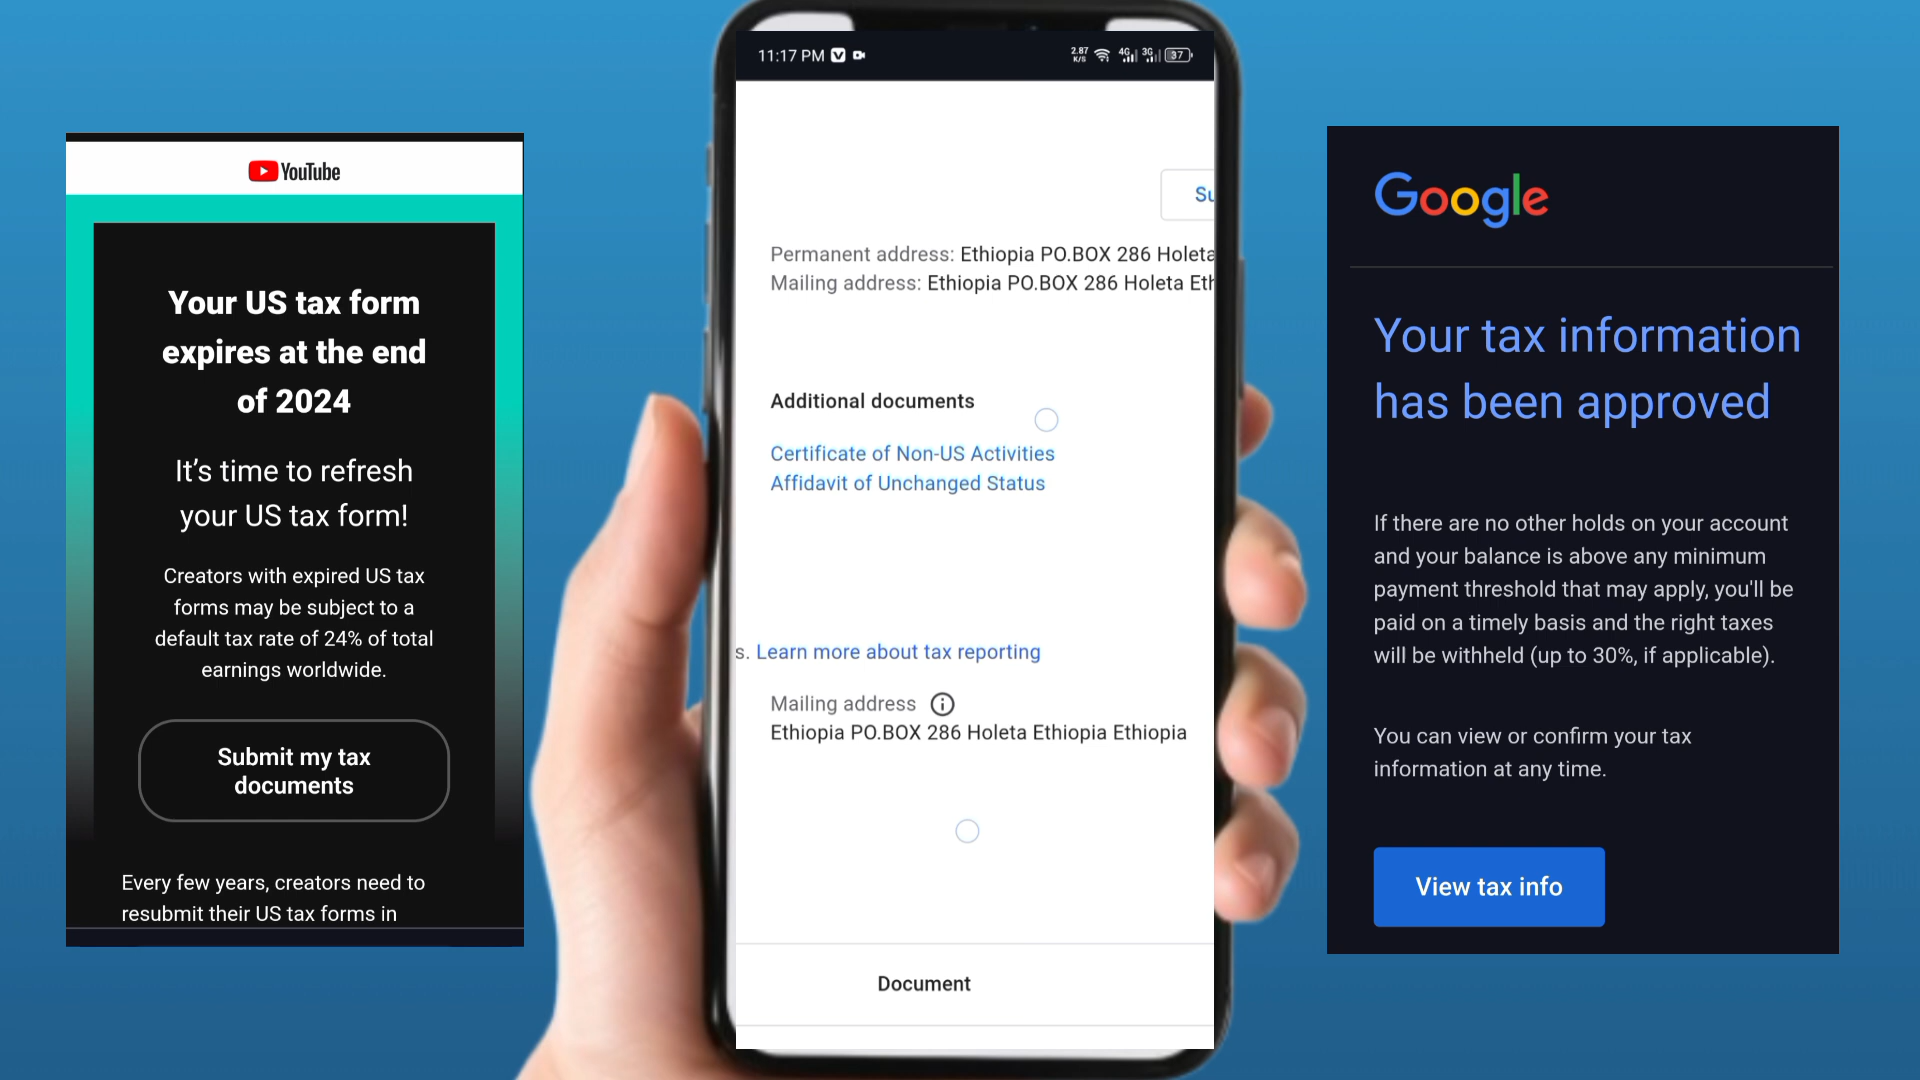 YouTube
Your US tax form
expires at the end
of 2024
It’s time to refresh
your US tax form!
Creators with expired US tax
forms may be subject to a
default tax rate of 24% of total
earnings worldwide.
Submit my tax
documents
Every few years, creators need to
resubmit their US tax forms in
11:17 PM
2.87
K/S
4G
3G
37
Su
Permanent address: Ethiopia PO.BOX 286 Holeta
Mailing address: Ethiopia PO.BOX 286 Holeta Eth
Additional documents
Certificate of Non-US Activities
Affidavit of Unchanged Status
s. Learn more about tax reporting
Mailing address
Ethiopia PO.BOX 286 Holeta Ethiopia Ethiopia
Document
Google
Your tax information
has been approved
If there are no other holds on your account
and your balance is above any minimum
payment threshold that may apply, you'll be
paid on a timely basis and the right taxes
will be withheld (up to 30%, if applicable).
You can view or confirm your tax
information at any time.
View tax info